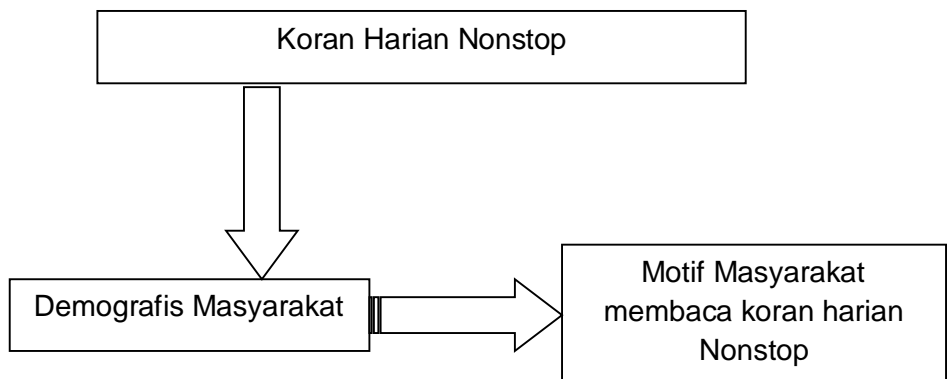 Koran Harian Nonstop
Demografis Masyarakat
Motif Masyarakat
membaca koran harian
Nonstop